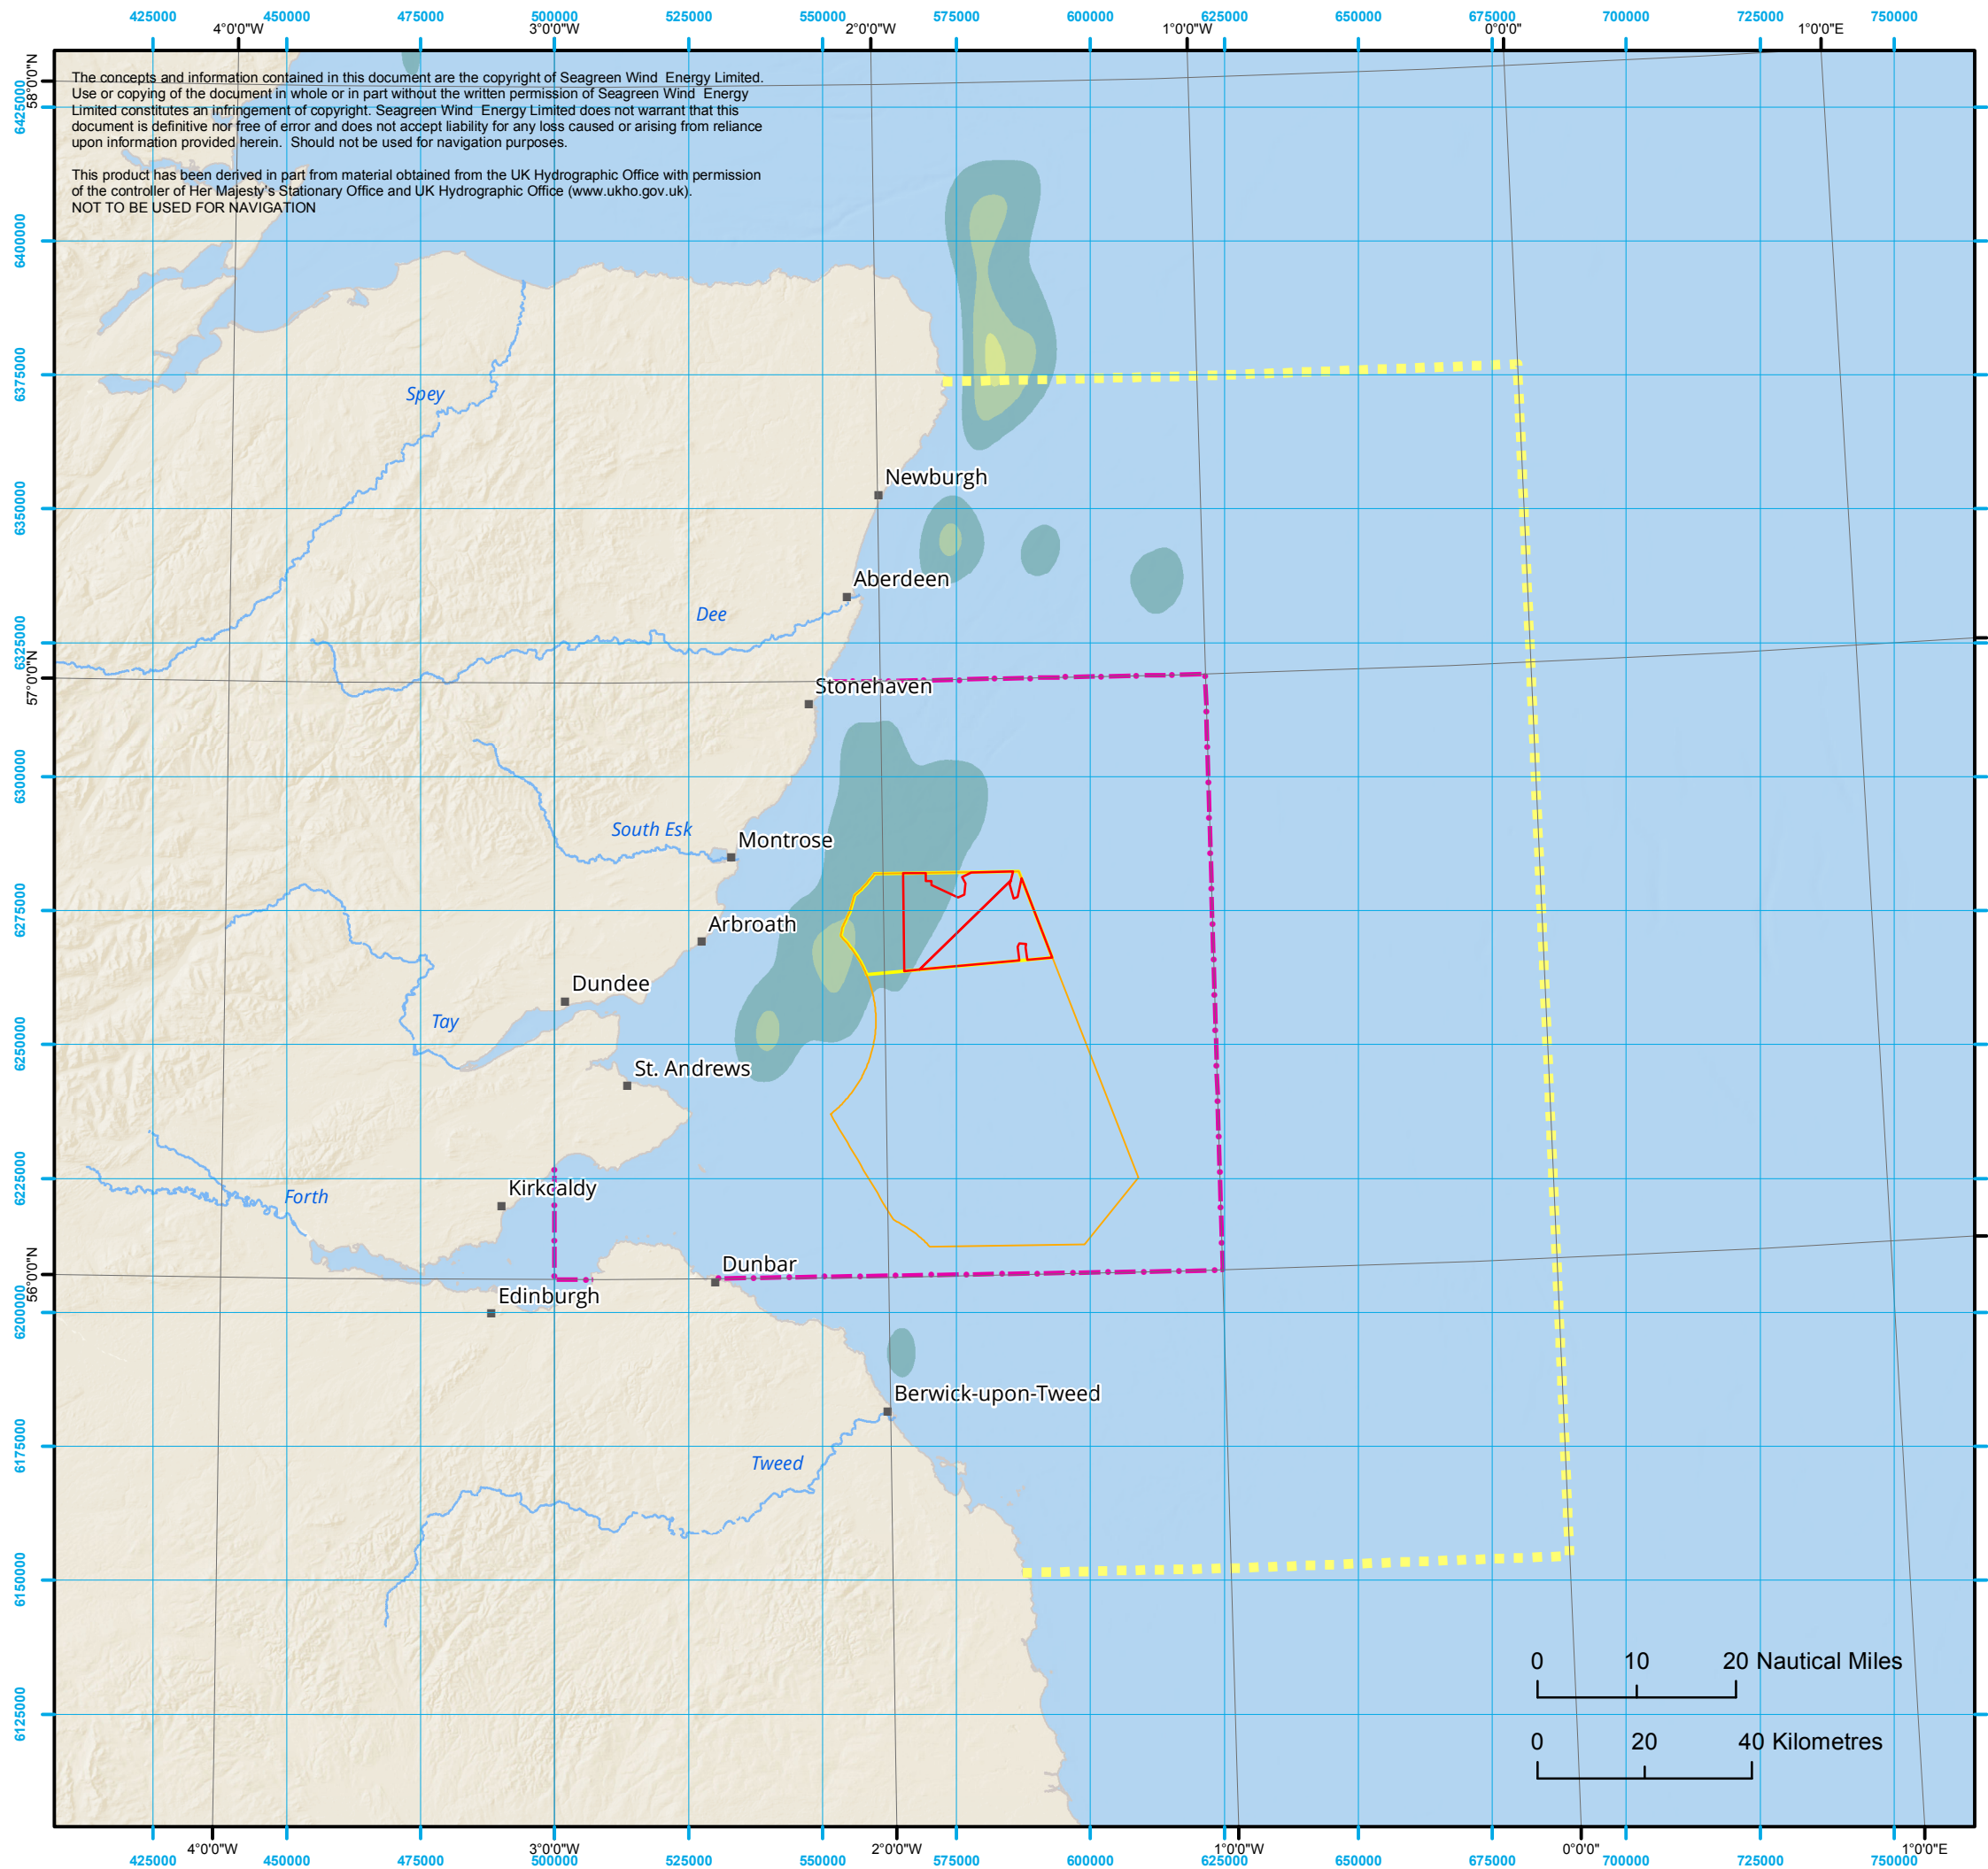 425000 450000 475000 500000 525000 550000 575000 600000 625000 650000 675000 700000 725000 750000
4°0'0"W 3°0'0"W 2°0'0"W 1°0'0"W 0°0'0" 1°0'0"E
The concepts and information contained in this document are the copyright of Seagreen Wind Energy Limited.
Use or copying of the document in whole or in part without the written permission of Seagreen Wind Energy
Limited constitutes an infringement of copyright. Seagreen Wind Energy Limited does not warrant that this
document is definitive nor free of error and does not accept liability for any loss caused or arising from reliance
upon information provided herein. Should not be used for navigation purposes.
This product has been derived in part from material obtained from the UK Hydrographic Office with permission
of the controller of Her Majesty's Stationary Office and UK Hydrographic Office (www.ukho.gov.uk).
NOT TO BE USED FOR NAVIGATION
58°0'0"N
6425000
6400000
6375000
Spey
Newburgh
6350000
Aberdeen
Dee
6325000
57°0'0"N
Stonehaven
6300000
South Esk
Montrose
6275000
Arbroath
Dundee
Tay
6250000
St. Andrews
6225000
Kirkcaldy
Forth
56°0'0"N
Dunbar
Edinburgh
6200000
Berwick-upon-Tweed
6175000
Tweed
6150000
0 10 20 Nautical Miles
6125000
0 20 40 Kilometres
4°0'0"W 3°0'0"W 2°0'0"W 1°0'0"W 0°0'0" 1°0'0"E
425000 450000 475000 500000 525000 550000 575000 600000 625000 650000 675000 700000 725000 750000